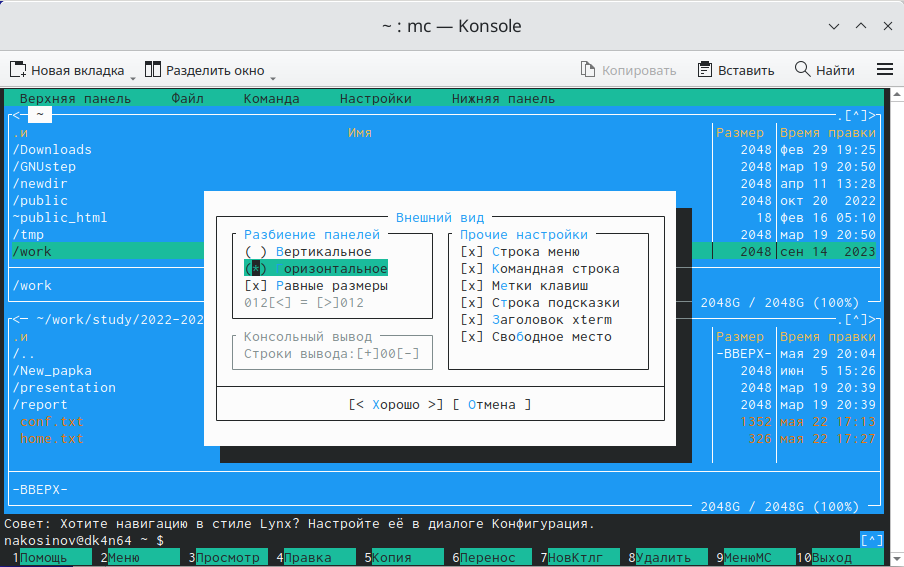 ~ : mc — Konsole
Новая вкладка Разделить окно Копировать Вставить Найти
Верхняя панель Файл Команда Настройки Нижняя панель
<— ~ .[^]>
.и Имя Размер Время правки
/Downloads 2048 фев 29 19:25
/GNUstep 2048 мар 19 20:50
/newdir 2048 апр 11 13:28
/public 2048 окт 20 2022
~public_html 18 фев 16 05:10
/tmp 2048 мар 19 20:50
/work 2048 сен 14 2023
/work
2048G / 2048G (100%)
<— ~/work/study/2022-202 .[^]>
.и Размер Время правки
/.. -ВВЕРХ- мая 29 20:04
/New_papka 2048 июн 5 15:26
/presentation 2048 мар 19 20:39
/report 2048 мар 19 20:39
conf.txt 1352 мая 22 17:13
home.txt 326 мая 22 17:27
-ВВЕРХ-
2048G / 2048G (100%)
Внешний вид
Разбиение панелей
( ) Вертикальное
(*) Горизонтальное
[x] Равные размеры
012[<] = [>]012
Консольный вывод
Строки вывода:[+]00[-]
Прочие настройки
[x] Строка меню
[x] Командная строка
[x] Метки клавиш
[x] Строка подсказки
[x] Заголовок xterm
[x] Свободное место
[< Хорошо >] [ Отмена ]
Совет: Хотите навигацию в стиле Lynx? Настройте её в диалоге Конфигурация.
nakosinov@dk4n64 ~ $ [^]
1Помощь 2Меню 3Просмотр 4Правка 5Копия 6Перенос 7НовКтлг 8Удалить 9МенюМС 10Выход